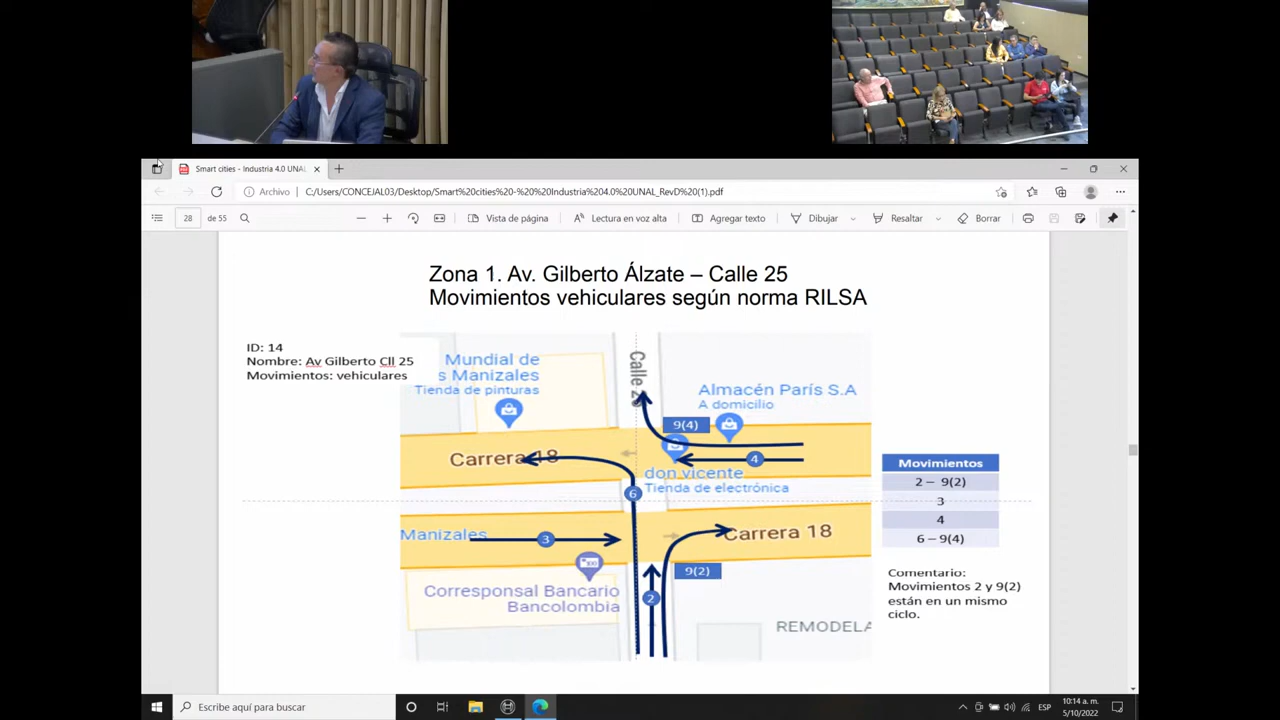 Smart cities - Industria 4.0 UNAL
Archivo
C:/Users/CONCEJAL03/Desktop/Smart%20cities%20-%20%20Industria%204.0%20UNAL_RevD%20(1).pdf
28
de 55
Vista de página
Lectura en voz alta
Agregar texto
Dibujar
Resaltar
Borrar
Zona 1. Av. Gilberto Álzate – Calle 25
Movimientos vehiculares según norma RILSA
ID: 14
Nombre: Av Gilberto Cll 25
Movimientos: vehiculares
Mundial de
s Manizales
Tienda de pinturas
Calle 2
Almacén París S.A
A domicilio
9(4)
Carrera 18
4
don vicente
Tienda de electrónica
6
Manizales
3
Carrera 18
9(2)
Corresponsal Bancario
Bancolombia
2
REMODELA
Movimientos
2 – 9(2)
3
4
6 – 9(4)
Comentario:
Movimientos 2 y 9(2)
están en un mismo
ciclo.
Escribe aquí para buscar
ESP
10:14 a. m.
5/10/2022